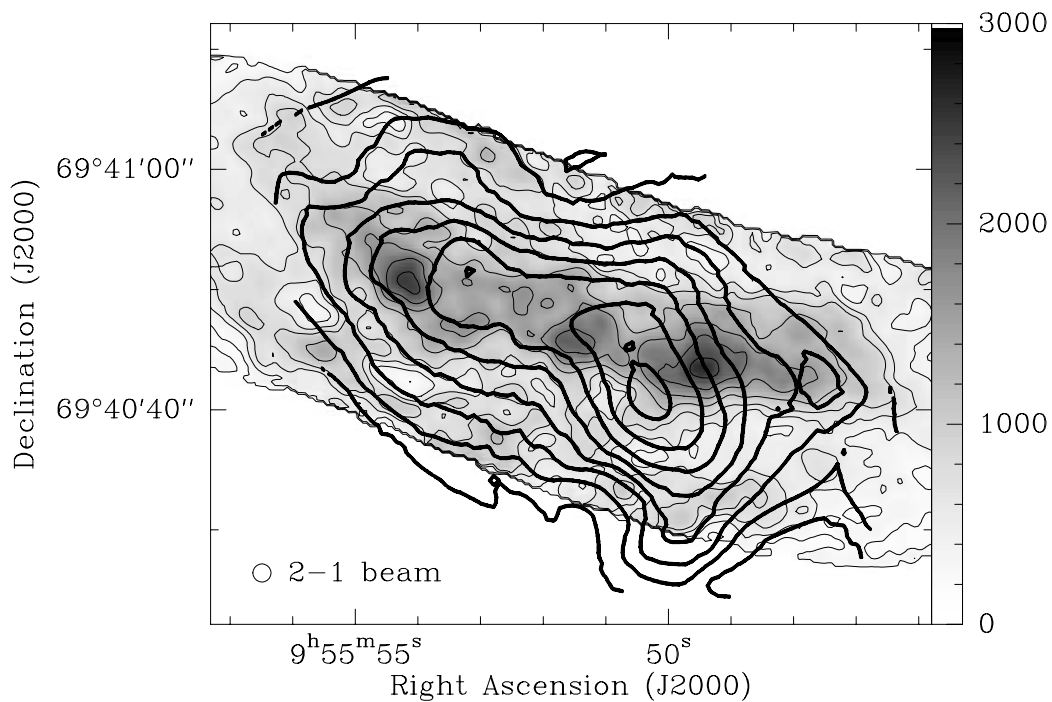 3000
69°41′00″
2000
Declination (J2000)
69°40′40″
1000
2−1 beam
0
9ʰ55ᵐ55ˢ
50ˢ
Right Ascension (J2000)